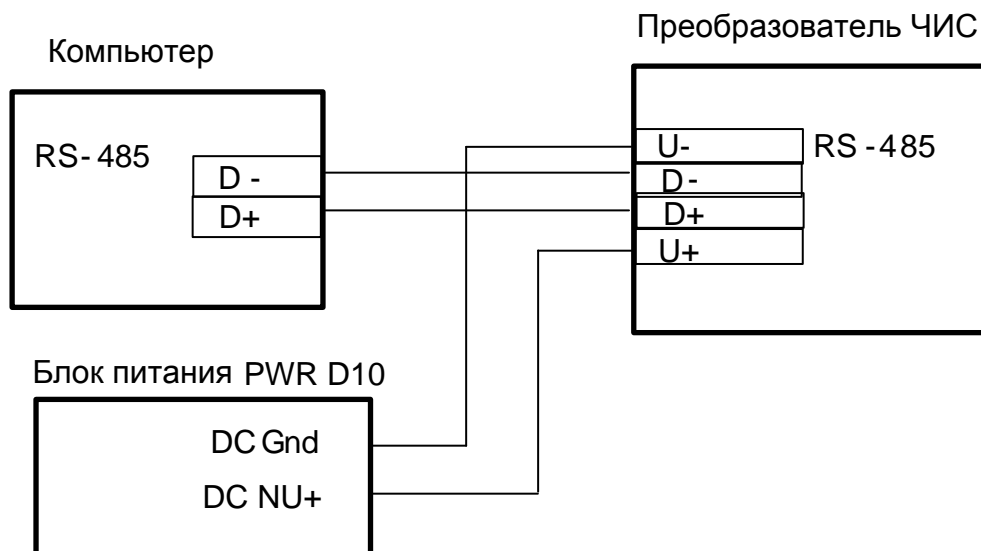 Преобразователь ЧИС
Компьютер
RS-485
D -
D+
U-
D-
D+
U+
RS -485
Блок питания PWR D10
DC Gnd
DC NU+